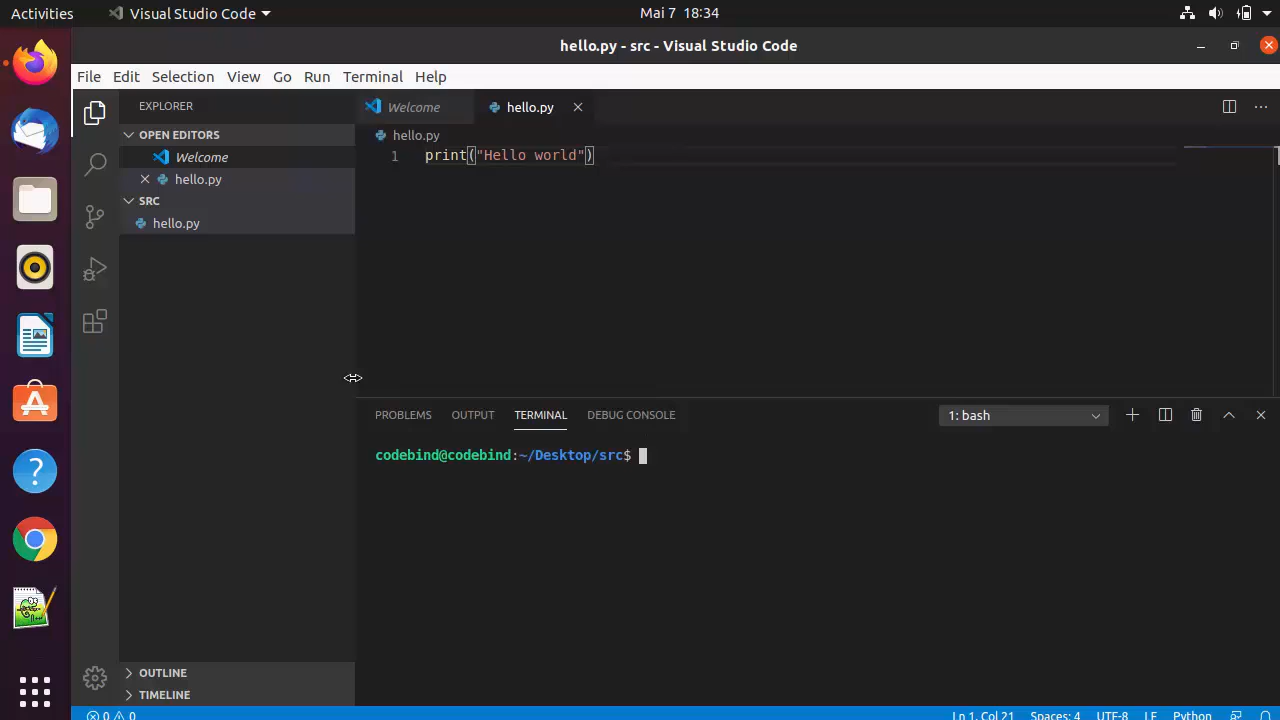 Activities Visual Studio Code Mai 7 18:34
hello.py - src - Visual Studio Code
File Edit Selection View Go Run Terminal Help
EXPLORER
OPEN EDITORS
Welcome
hello.py
SRC
hello.py
OUTLINE
TIMELINE
Welcome hello.py
hello.py
1 print("Hello world")
PROBLEMS OUTPUT TERMINAL DEBUG CONSOLE 1: bash
codebind@codebind:~/Desktop/src$
0 0 Ln 1, Col 21 Spaces: 4 UTF-8 LF Python